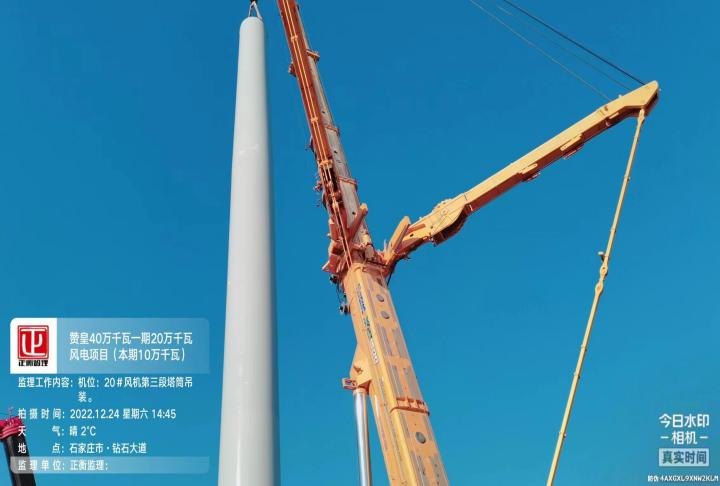 赞皇40万千瓦一期20万千瓦
风电项目（本期10万千瓦）
正衡监理
监理工作内容：机位：20#风机第三段塔筒吊
装。
拍摄时间：2022.12.24 星期六 14:45
天　　气：晴 2℃
地　　点：石家庄市·钻石大道
监理单位：正衡监理；
今日水印
-相机-
真实时间
防伪 4AXGXL9XNW2KLM